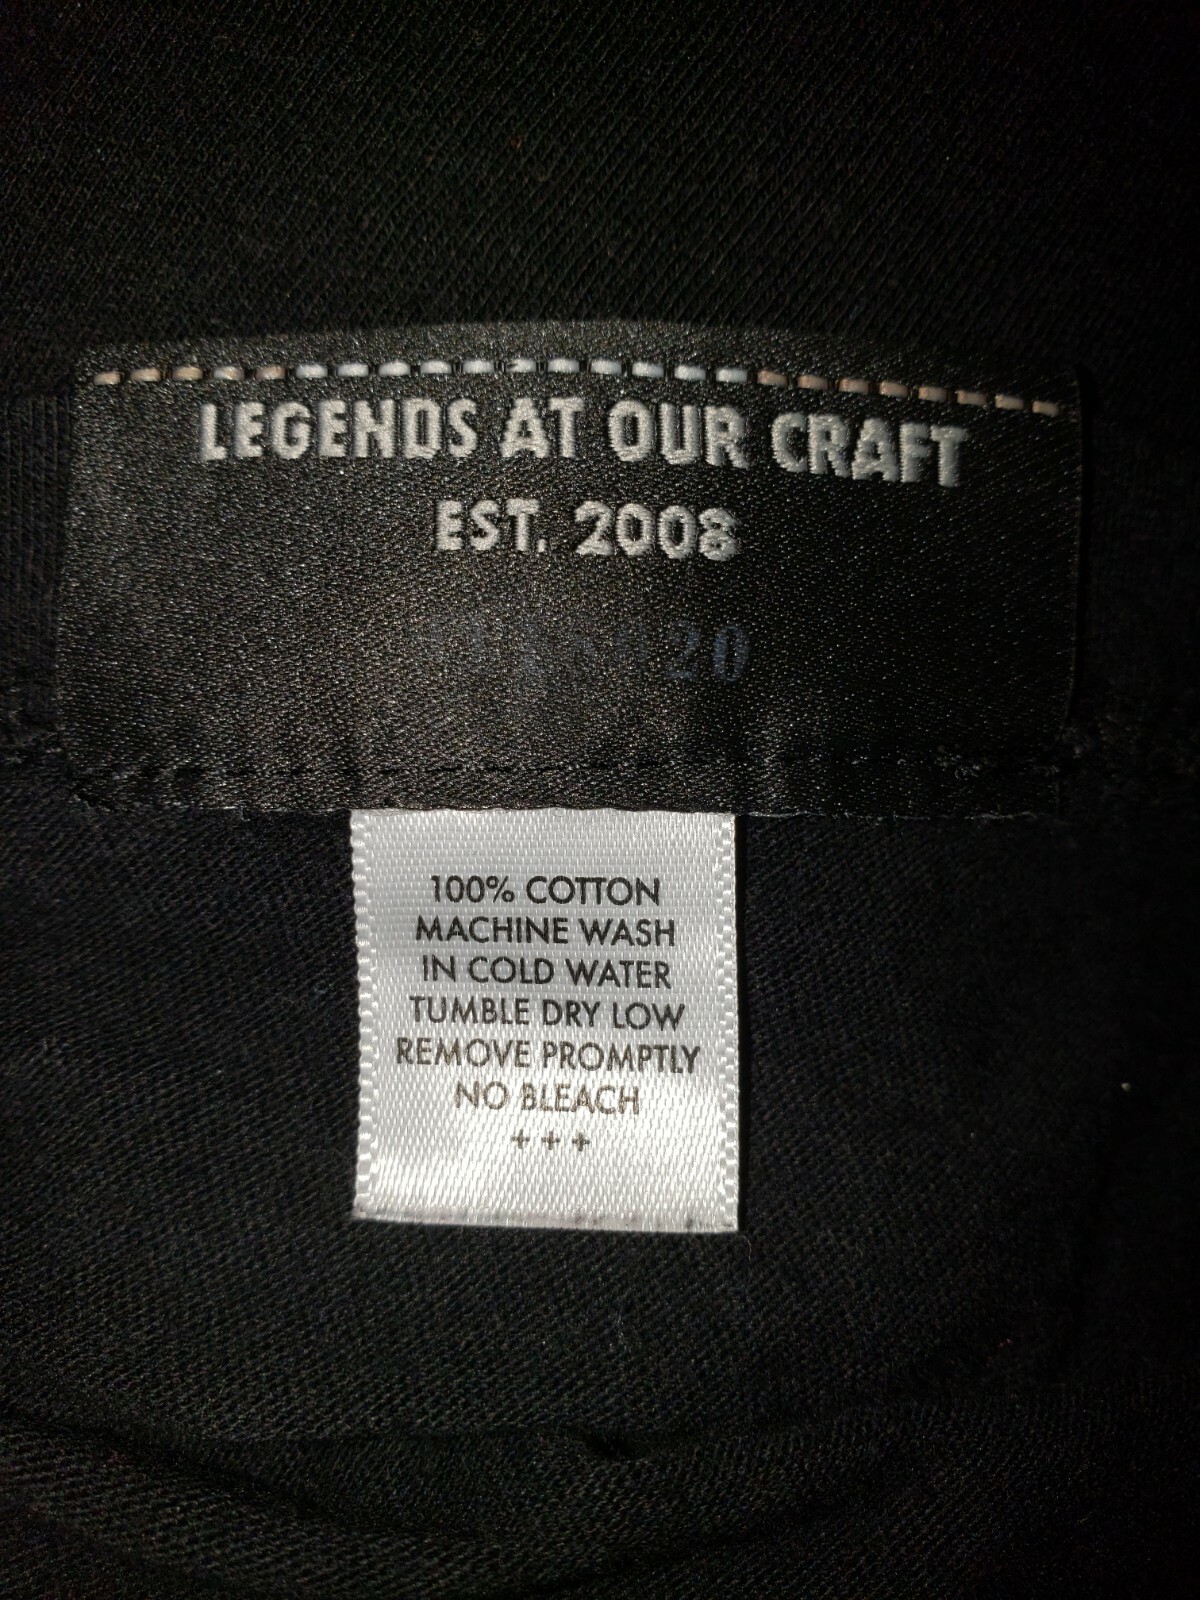 LEGENDS AT OUR CRAFT
EST. 2008
100% COTTON
MACHINE WASH
IN COLD WATER
TUMBLE DRY LOW
REMOVE PROMPTLY
NO BLEACH
+++